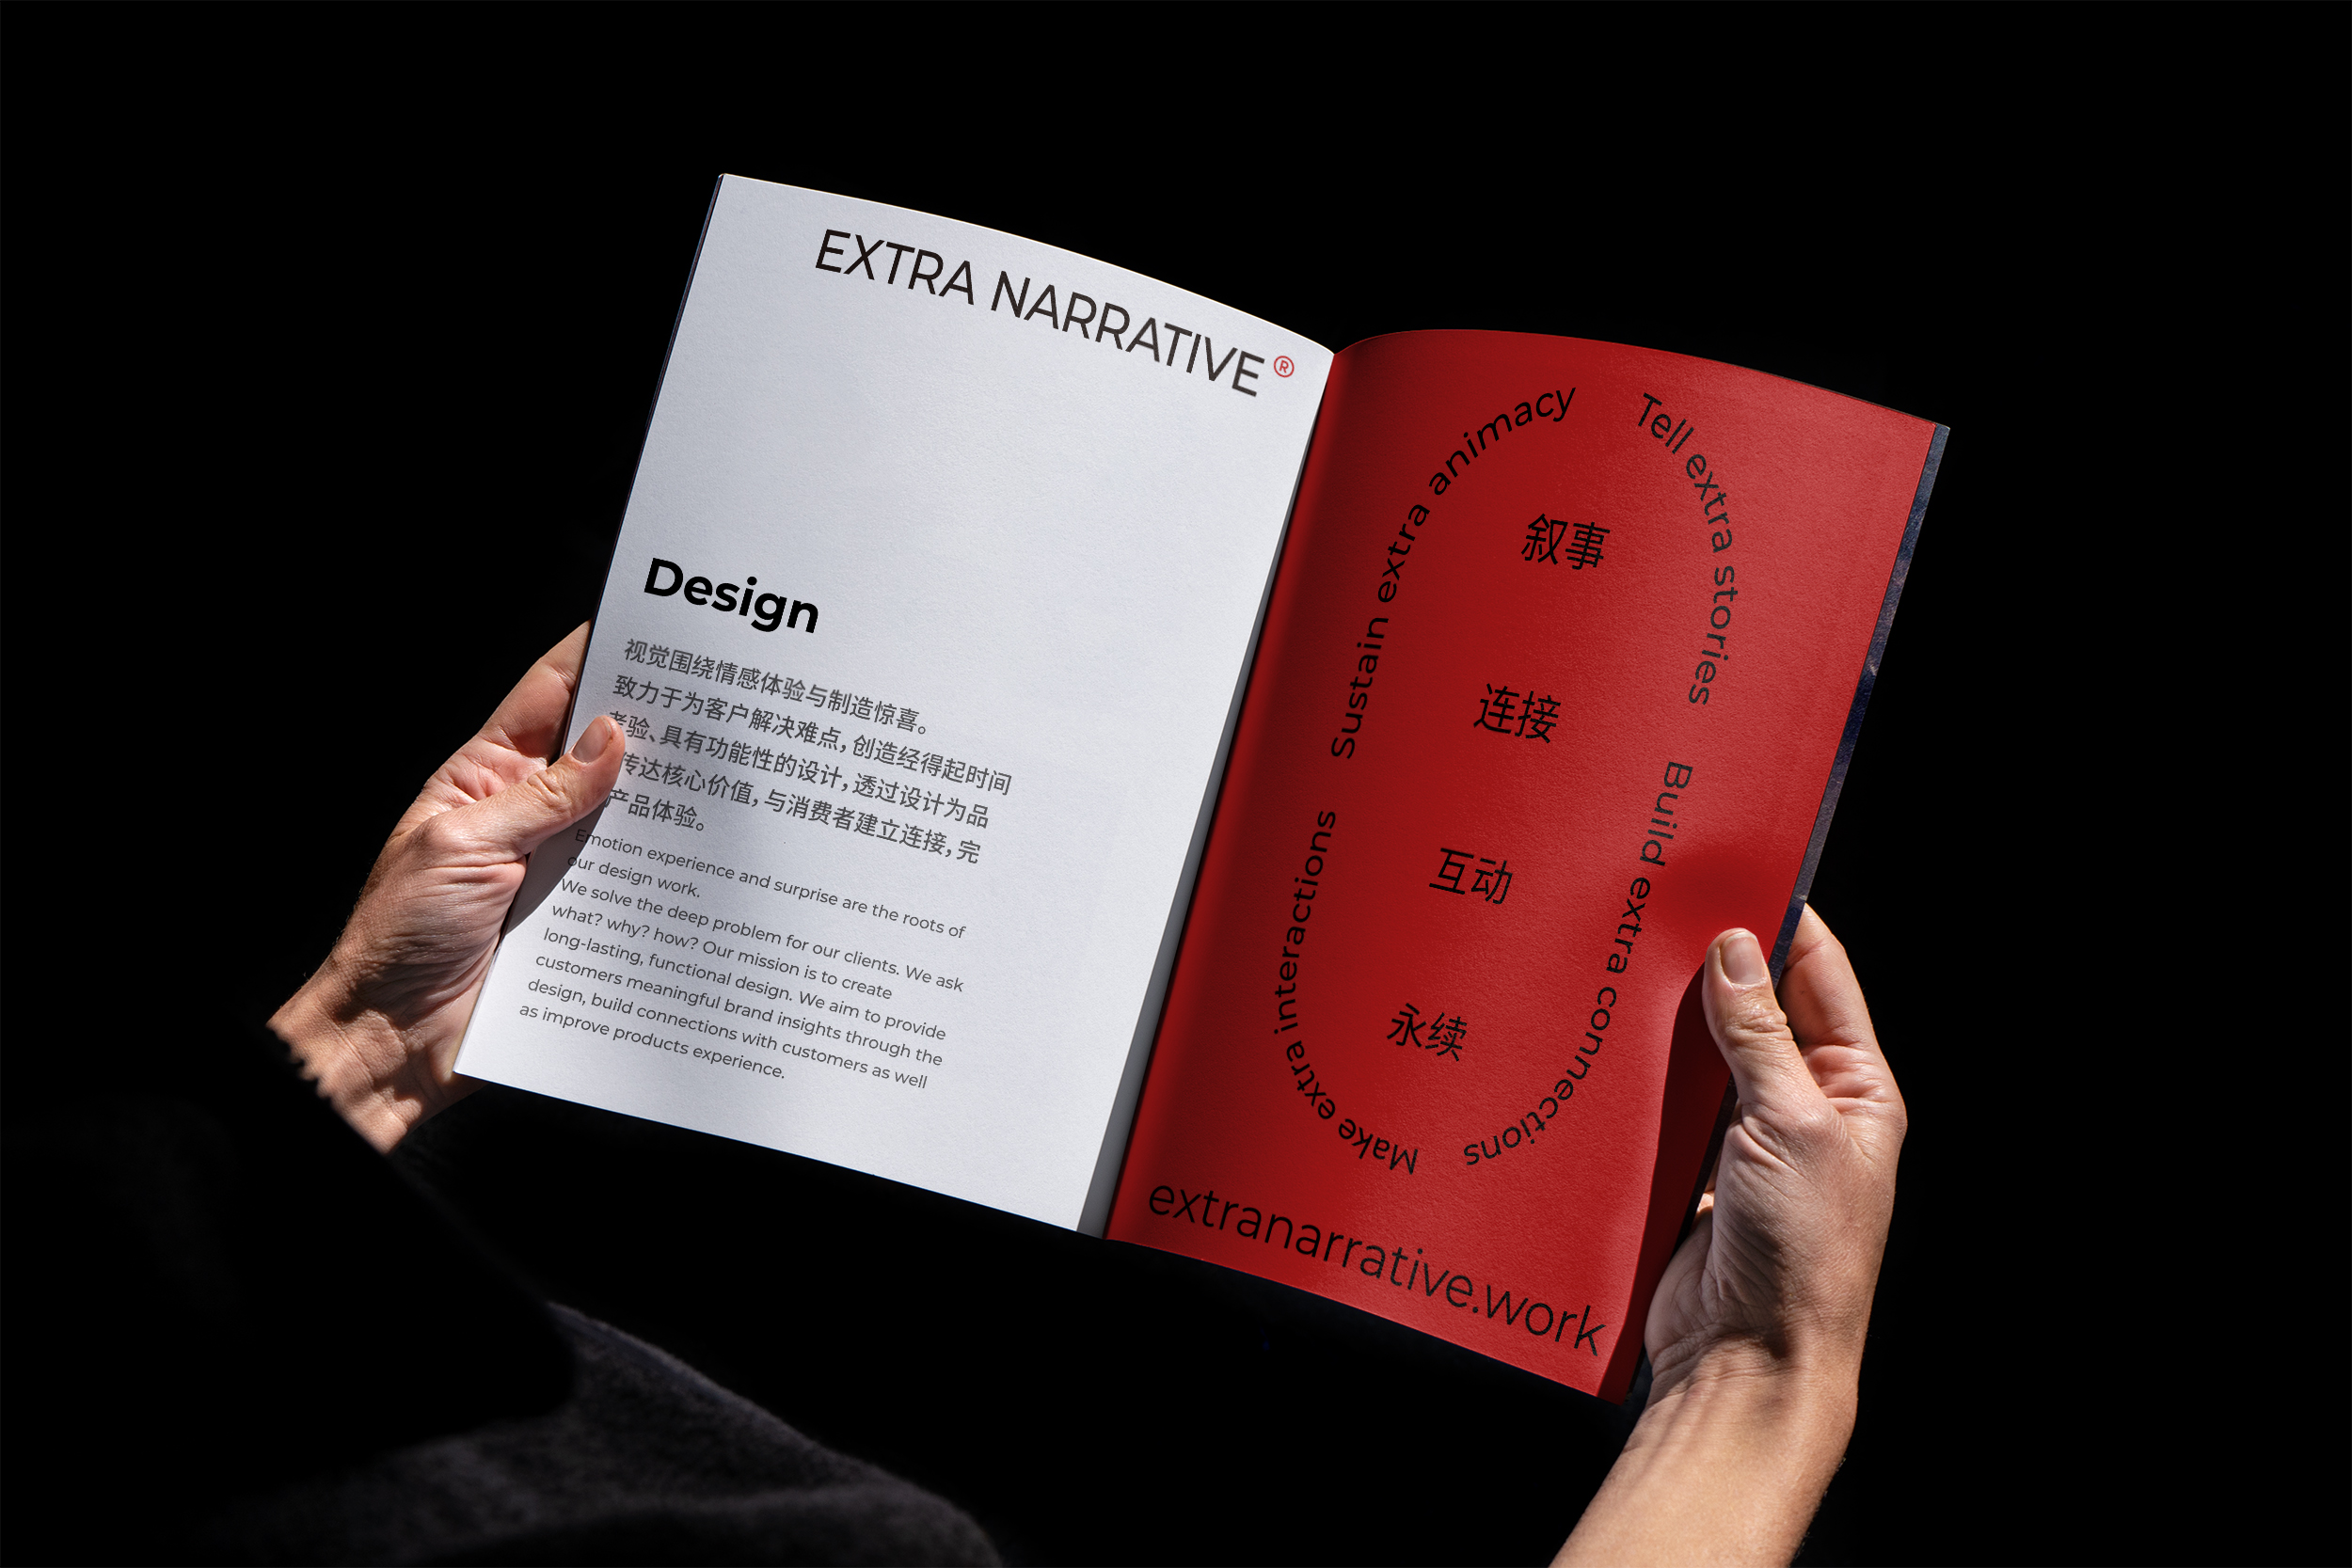 EXTRA NARRATIVE®
Design
视觉围绕情感体验与制造惊喜。
致力于为客户解决难点，创造经得起时间
考验、具有功能性的设计，透过设计为品
传达核心价值，与消费者建立连接，完
产品体验。
Emotion experience and surprise are the roots of
our design work.
We solve the deep problem for our clients. We ask
what? why? how? Our mission is to create
long-lasting, functional design. We aim to provide
customers meaningful brand insights through the
design, build connections with customers as well
as improve products experience.
Tell extra stories
Build extra connections
Make extra interactions
Sustain extra animacy
叙事
连接
互动
永续
extranarrative.work